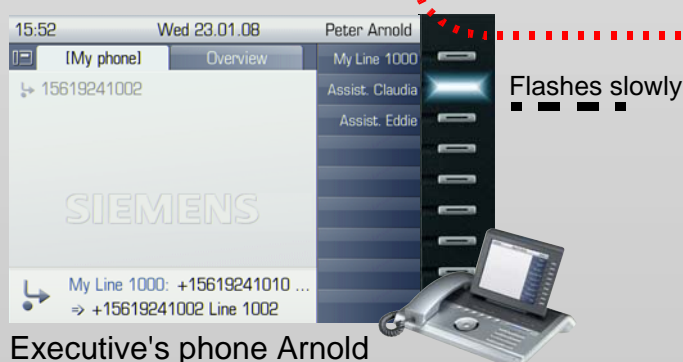 15:52 Wed 23.01.08 Peter Arnold
[My phone] Overview My Line 1000
15619241002 Assist. Claudia
Flashes slowly
Assist. Eddie
SIEMENS
My Line 1000: +15619241010 ...
⇒ +15619241002 Line 1002
Executive's phone Arnold